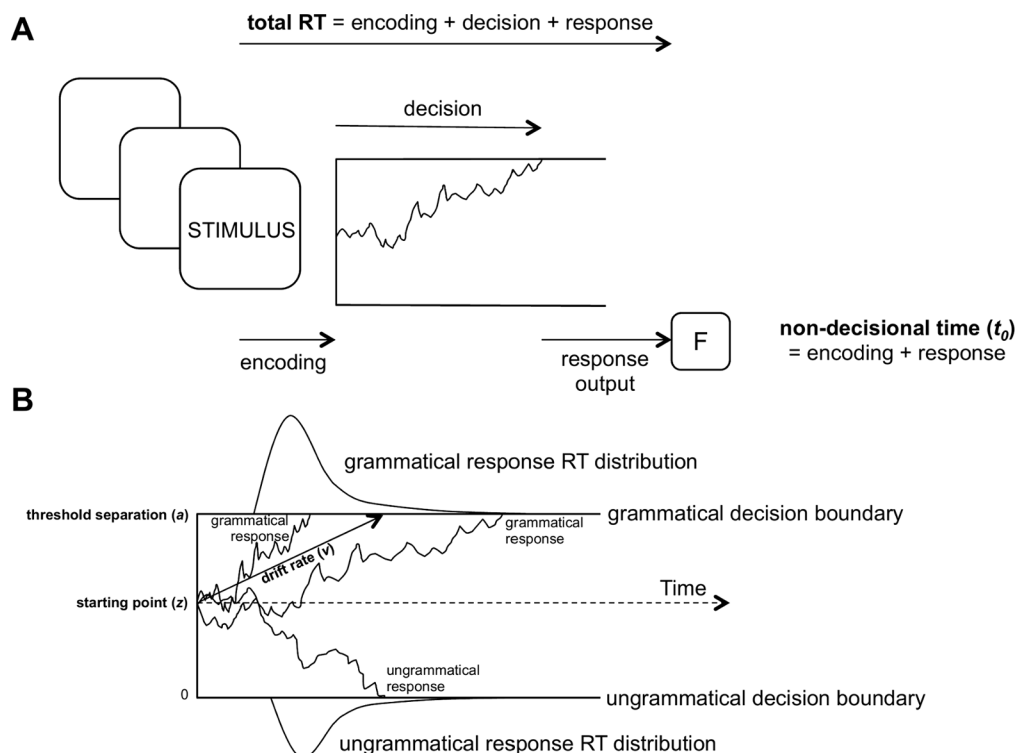 A
total RT = encoding + decision + response
decision
STIMULUS
encoding
response
output
F
non-decisional time (t0)
= encoding + response
B
grammatical response RT distribution
threshold separation (a)
grammatical
response
grammatical
response
grammatical decision boundary
drift rate (v)
starting point (z)
Time
ungrammatical
response
0
ungrammatical decision boundary
ungrammatical response RT distribution